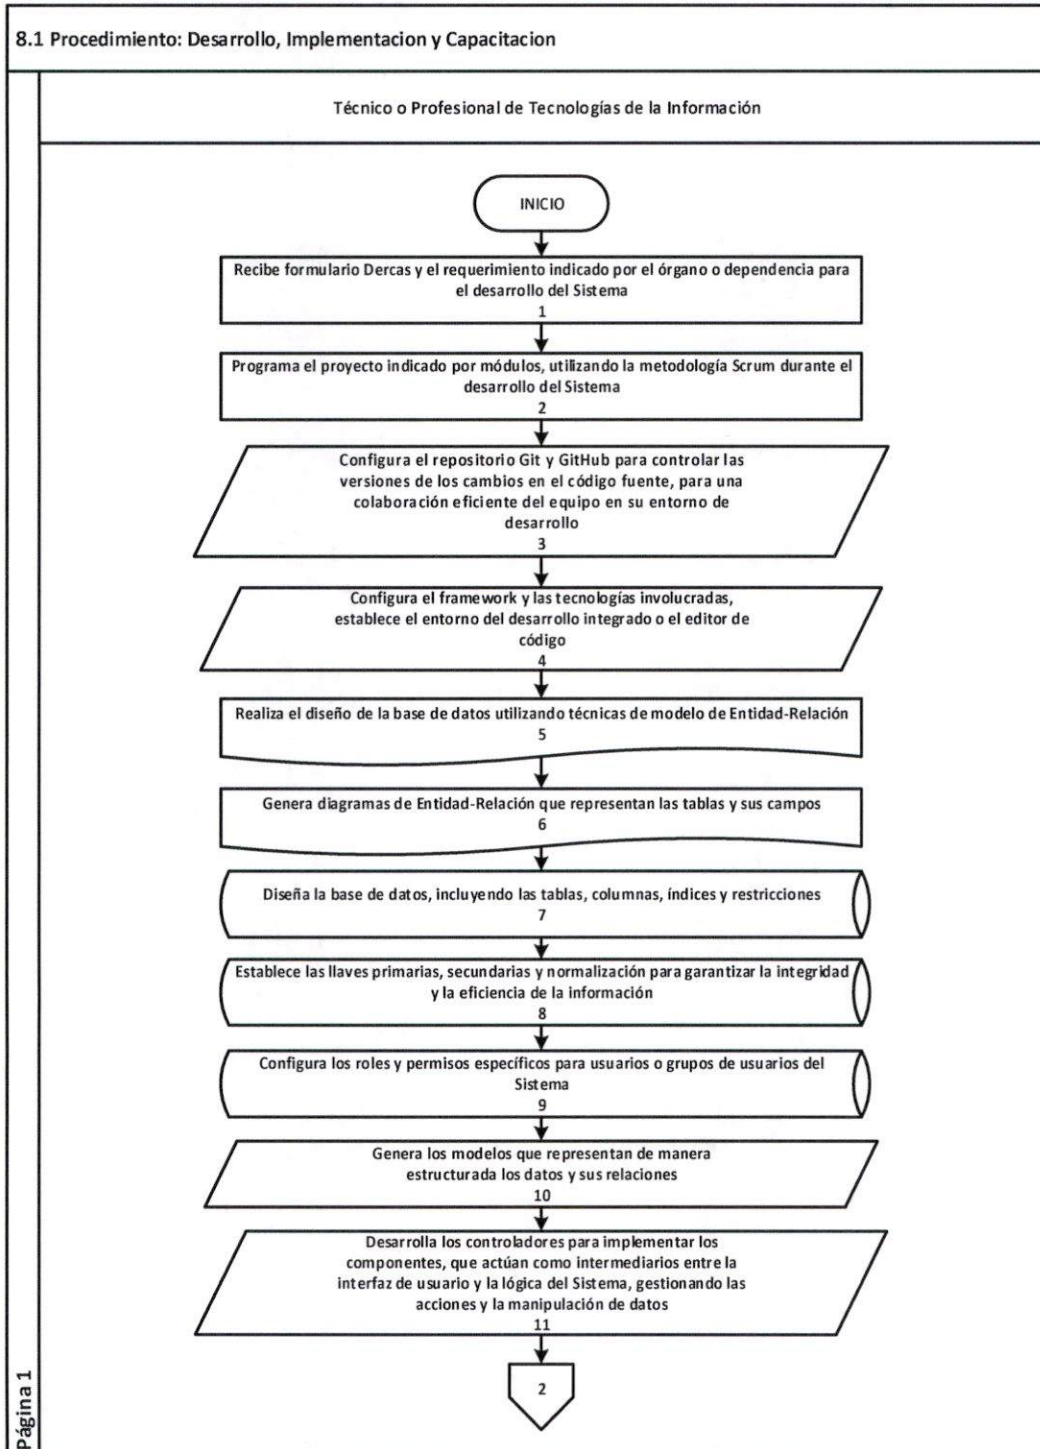 8.1 Procedimiento: Desarrollo, Implementacion y Capacitacion
Técnico o Profesional de Tecnologías de la Información
INICIO
Recibe formulario Dercas y el requerimiento indicado por el órgano o dependencia para
el desarrollo del Sistema
1
Programa el proyecto indicado por módulos, utilizando la metodología Scrum durante el
desarrollo del Sistema
2
Configura el repositorio Git y GitHub para controlar las
versiones de los cambios en el código fuente, para una
colaboración eficiente del equipo en su entorno de
desarrollo
3
Configura el framework y las tecnologías involucradas,
establece el entorno del desarrollo integrado o el editor de
código
4
Realiza el diseño de la base de datos utilizando técnicas de modelo de Entidad-Relación
5
Genera diagramas de Entidad-Relación que representan las tablas y sus campos
6
Diseña la base de datos, incluyendo las tablas, columnas, índices y restricciones
7
Establece las llaves primarias, secundarias y normalización para garantizar la integridad
y la eficiencia de la información
8
Configura los roles y permisos específicos para usuarios o grupos de usuarios del
Sistema
9
Genera los modelos que representan de manera
estructurada los datos y sus relaciones
10
Desarrolla los controladores para implementar los
componentes, que actúan como intermediarios entre la
interfaz de usuario y la lógica del Sistema, gestionando las
acciones y la manipulación de datos
11
2
Página 1